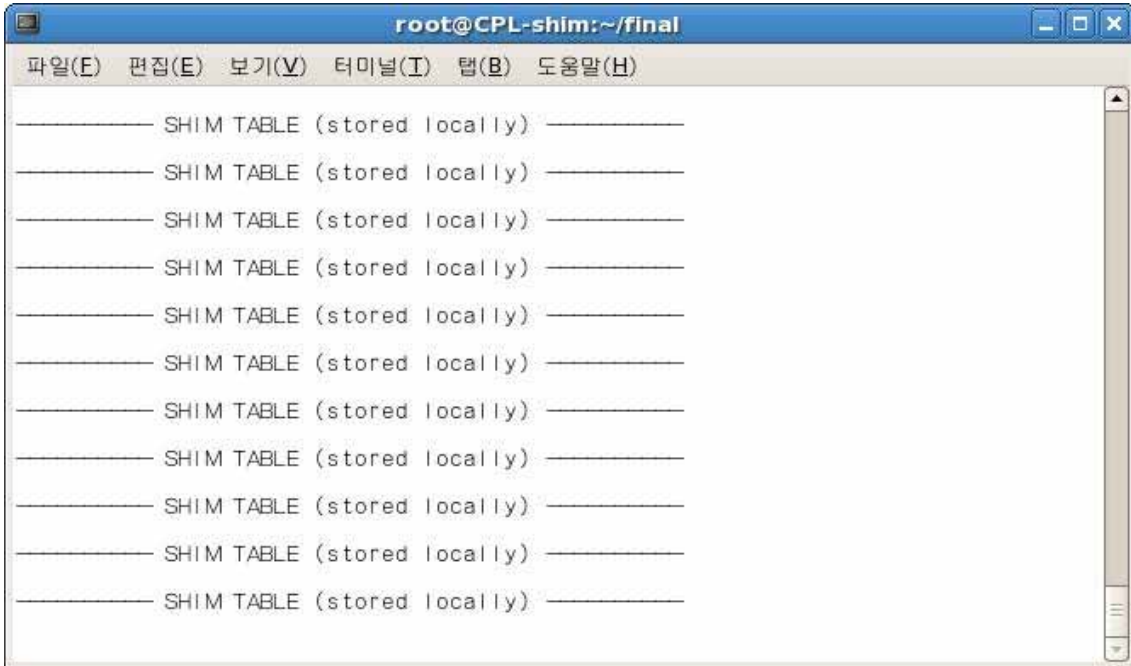 root@CPL-shim:~/final
파일(F) 편집(E) 보기(V) 터미널(T) 탭(B) 도움말(H)
---------- SHIM TABLE (stored locally) ----------
---------- SHIM TABLE (stored locally) ----------
---------- SHIM TABLE (stored locally) ----------
---------- SHIM TABLE (stored locally) ----------
---------- SHIM TABLE (stored locally) ----------
---------- SHIM TABLE (stored locally) ----------
---------- SHIM TABLE (stored locally) ----------
---------- SHIM TABLE (stored locally) ----------
---------- SHIM TABLE (stored locally) ----------
---------- SHIM TABLE (stored locally) ----------
---------- SHIM TABLE (stored locally) ----------